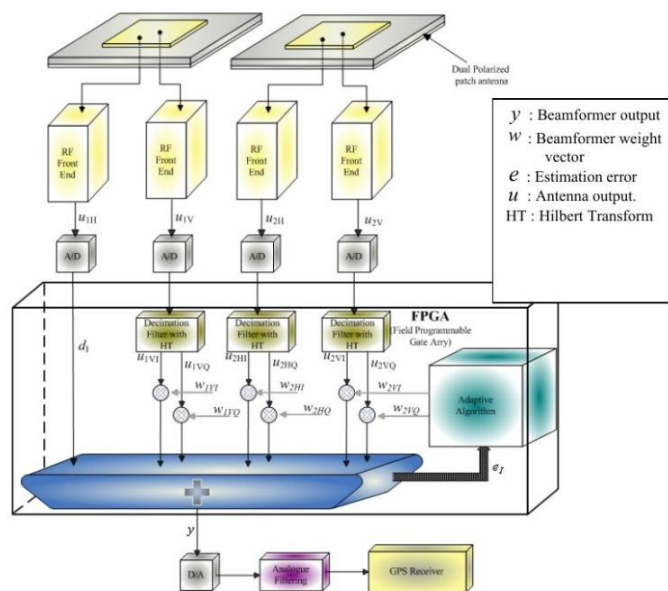 Dual Polarized
patch antenna
RF
Front
End
RF
Front
End
RF
Front
End
RF
Front
End
y : Beamformer output
w : Beamformer weight
vector
e : Estimation error
u : Antenna output.
HT : Hilbert Transform
u1H
u1V
u2H
u2V
A/D
A/D
A/D
A/D
FPGA
(Field Programmable
Gate Arry)
Decimation
Filter with
HT
Decimation
Filter with
HT
Decimation
Filter with
HT
d1
u1VI
u1VQ
u2HI
u2HQ
u2VI
u2VQ
w1VI
w2HI
w2VI
w1VQ
w2HQ
w2VQ
Adaptive
Algorithm
eI
y
D/A
Analogue
Filtering
GPS Receiver